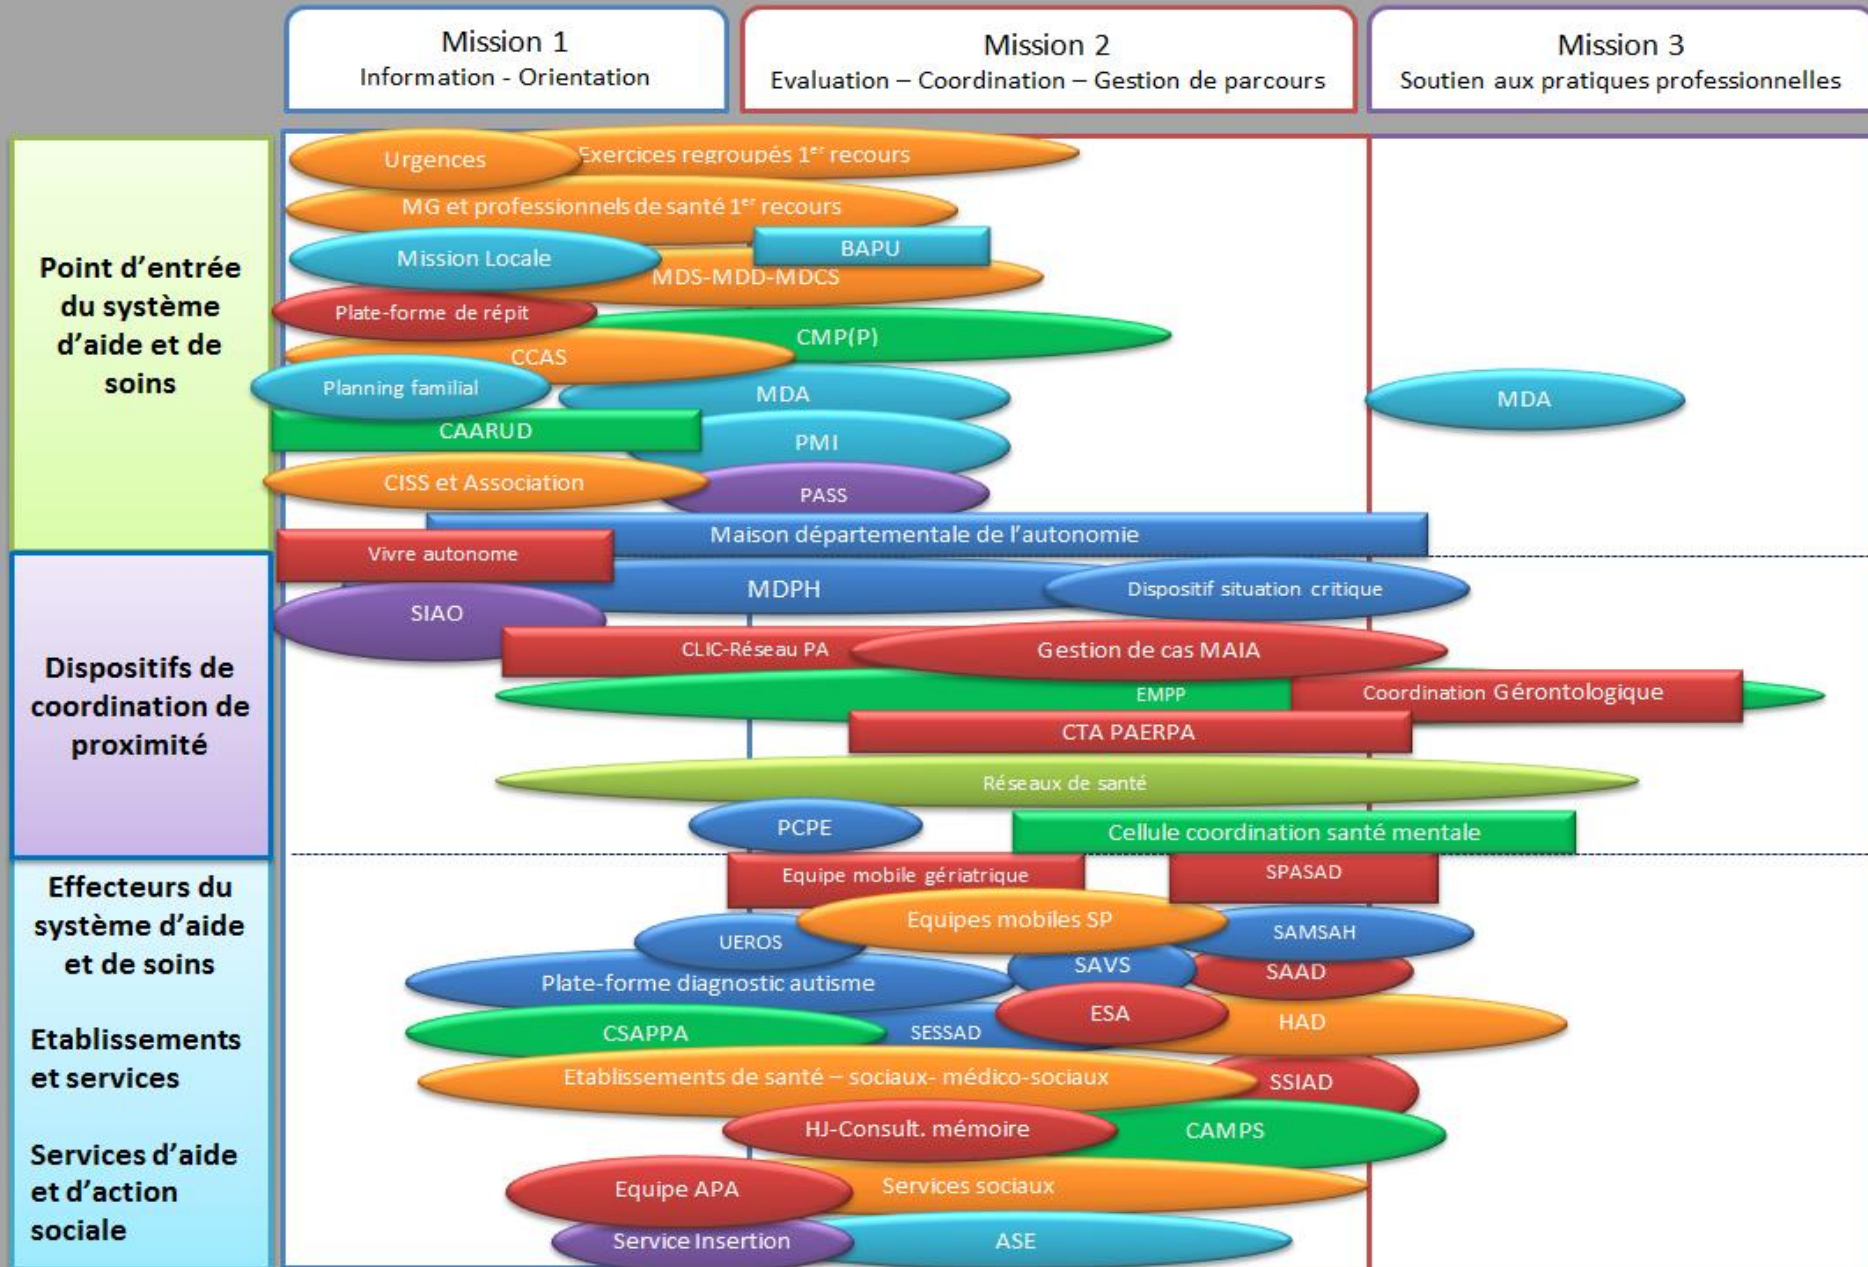 Mission 1
Information - Orientation
Mission 2
Evaluation – Coordination – Gestion de parcours
Mission 3
Soutien aux pratiques professionnelles
Point d'entrée
du système
d'aide et de
soins
Urgences
Exercices regroupés 1er recours
MG et professionnels de santé 1er recours
Mission Locale
BAPU
MDS-MDD-MDCS
Plate-forme de répit
CMP(P)
CCAS
Planning familial
MDA
MDA
CAARUD
PMI
CISS et Association
PASS
Maison départementale de l'autonomie
Vivre autonome
Dispositifs de
coordination de
proximité
MDPH
Dispositif situation critique
SIAO
CLIC-Réseau PA
Gestion de cas MAIA
EMPP
Coordination Gérontologique
CTA PAERPA
Réseaux de santé
PCPE
Cellule coordination santé mentale
Effecteurs du
système d'aide
et de soins
Etablissements
et services
Services d'aide
et d'action
sociale
Equipe mobile gériatrique
SPASAD
Equipes mobiles SP
UEROS
SAMSAH
SAVS
SAAD
Plate-forme diagnostic autisme
ESA
HAD
CSAPPA
SESSAD
Etablissements de santé – sociaux- médico-sociaux
SSIAD
HJ-Consult. mémoire
CAMPS
Equipe APA
Services sociaux
Service Insertion
ASE